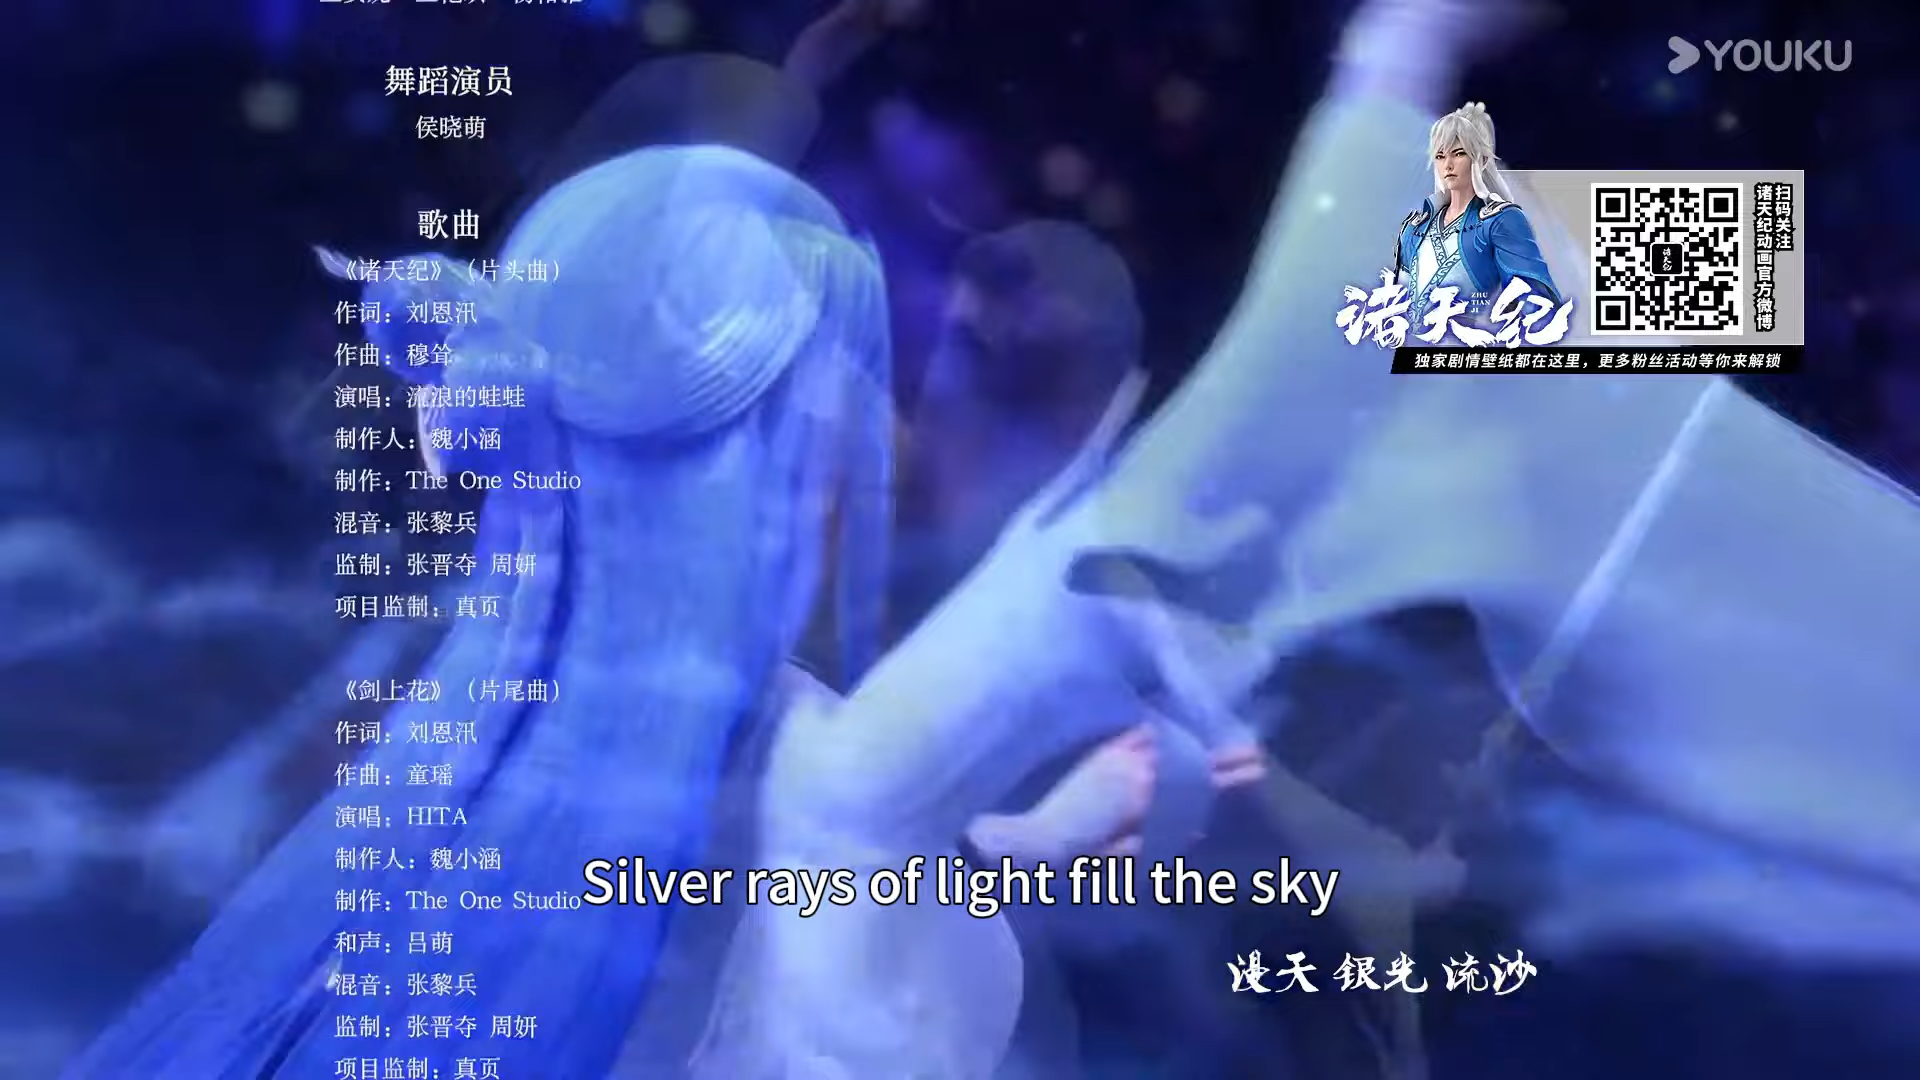 舞蹈演员
侯晓萌
歌曲
《诸天纪》（片头曲）
作词：刘恩汛
作曲：穆耸
演唱：流浪的蛙蛙
制作人：魏小涵
制作：The One Studio
混音：张黎兵
监制：张晋夺 周妍
项目监制：真页
《剑上花》（片尾曲）
作词：刘恩汛
作曲：童瑶
演唱：HITA
制作人：魏小涵
制作：The One Studio
和声：吕萌
混音：张黎兵
监制：张晋夺 周妍
项目监制：真页
YOUKU
诸天纪
ZHU TIAN JI
扫码关注
诸天纪动画官方微博
独家剧情壁纸都在这里，更多粉丝活动等你来解锁
Silver rays of light fill the sky
漫天 银光 流沙